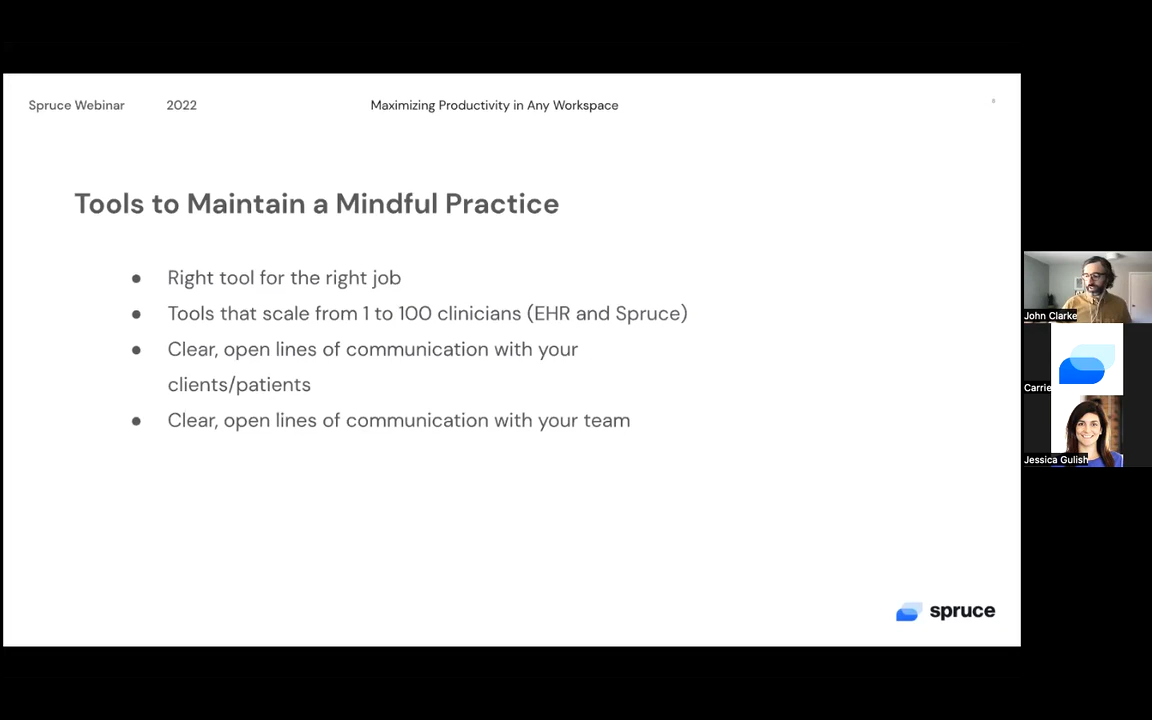 Spruce Webinar 2022 Maximizing Productivity in Any Workspace
Tools to Maintain a Mindful Practice
● Right tool for the right job
● Tools that scale from 1 to 100 clinicians (EHR and Spruce)
● Clear, open lines of communication with your
clients/patients
● Clear, open lines of communication with your team
spruce
John Clarke
Carrie
Jessica Gulish